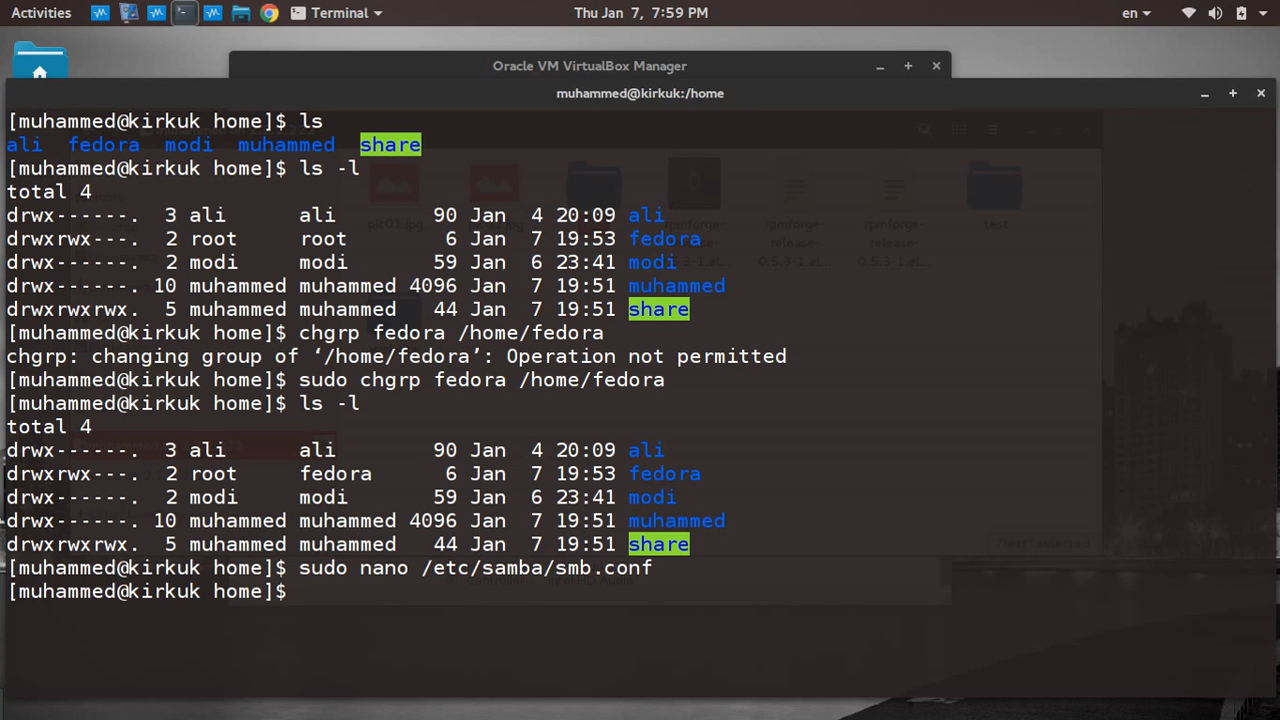 Activities Terminal Thu Jan 7, 7:59 PM en
Oracle VM VirtualBox Manager
muhammed@kirkuk:/home
[muhammed@kirkuk home]$ ls
ali fedora modi muhammed share
[muhammed@kirkuk home]$ ls -l
total 4
drwx------. 3 ali ali 90 Jan 4 20:09 ali
drwxrwx---. 2 root root 6 Jan 7 19:53 fedora
drwx------. 2 modi modi 59 Jan 6 23:41 modi
drwx------. 10 muhammed muhammed 4096 Jan 7 19:51 muhammed
drwxrwxrwx. 5 muhammed muhammed 44 Jan 7 19:51 share
[muhammed@kirkuk home]$ chgrp fedora /home/fedora
chgrp: changing group of ‘/home/fedora’: Operation not permitted
[muhammed@kirkuk home]$ sudo chgrp fedora /home/fedora
[muhammed@kirkuk home]$ ls -l
total 4
drwx------. 3 ali ali 90 Jan 4 20:09 ali
drwxrwx---. 2 root fedora 6 Jan 7 19:53 fedora
drwx------. 2 modi modi 59 Jan 6 23:41 modi
drwx------. 10 muhammed muhammed 4096 Jan 7 19:51 muhammed
drwxrwxrwx. 5 muhammed muhammed 44 Jan 7 19:51 share
[muhammed@kirkuk home]$ sudo nano /etc/samba/smb.conf
[muhammed@kirkuk home]$